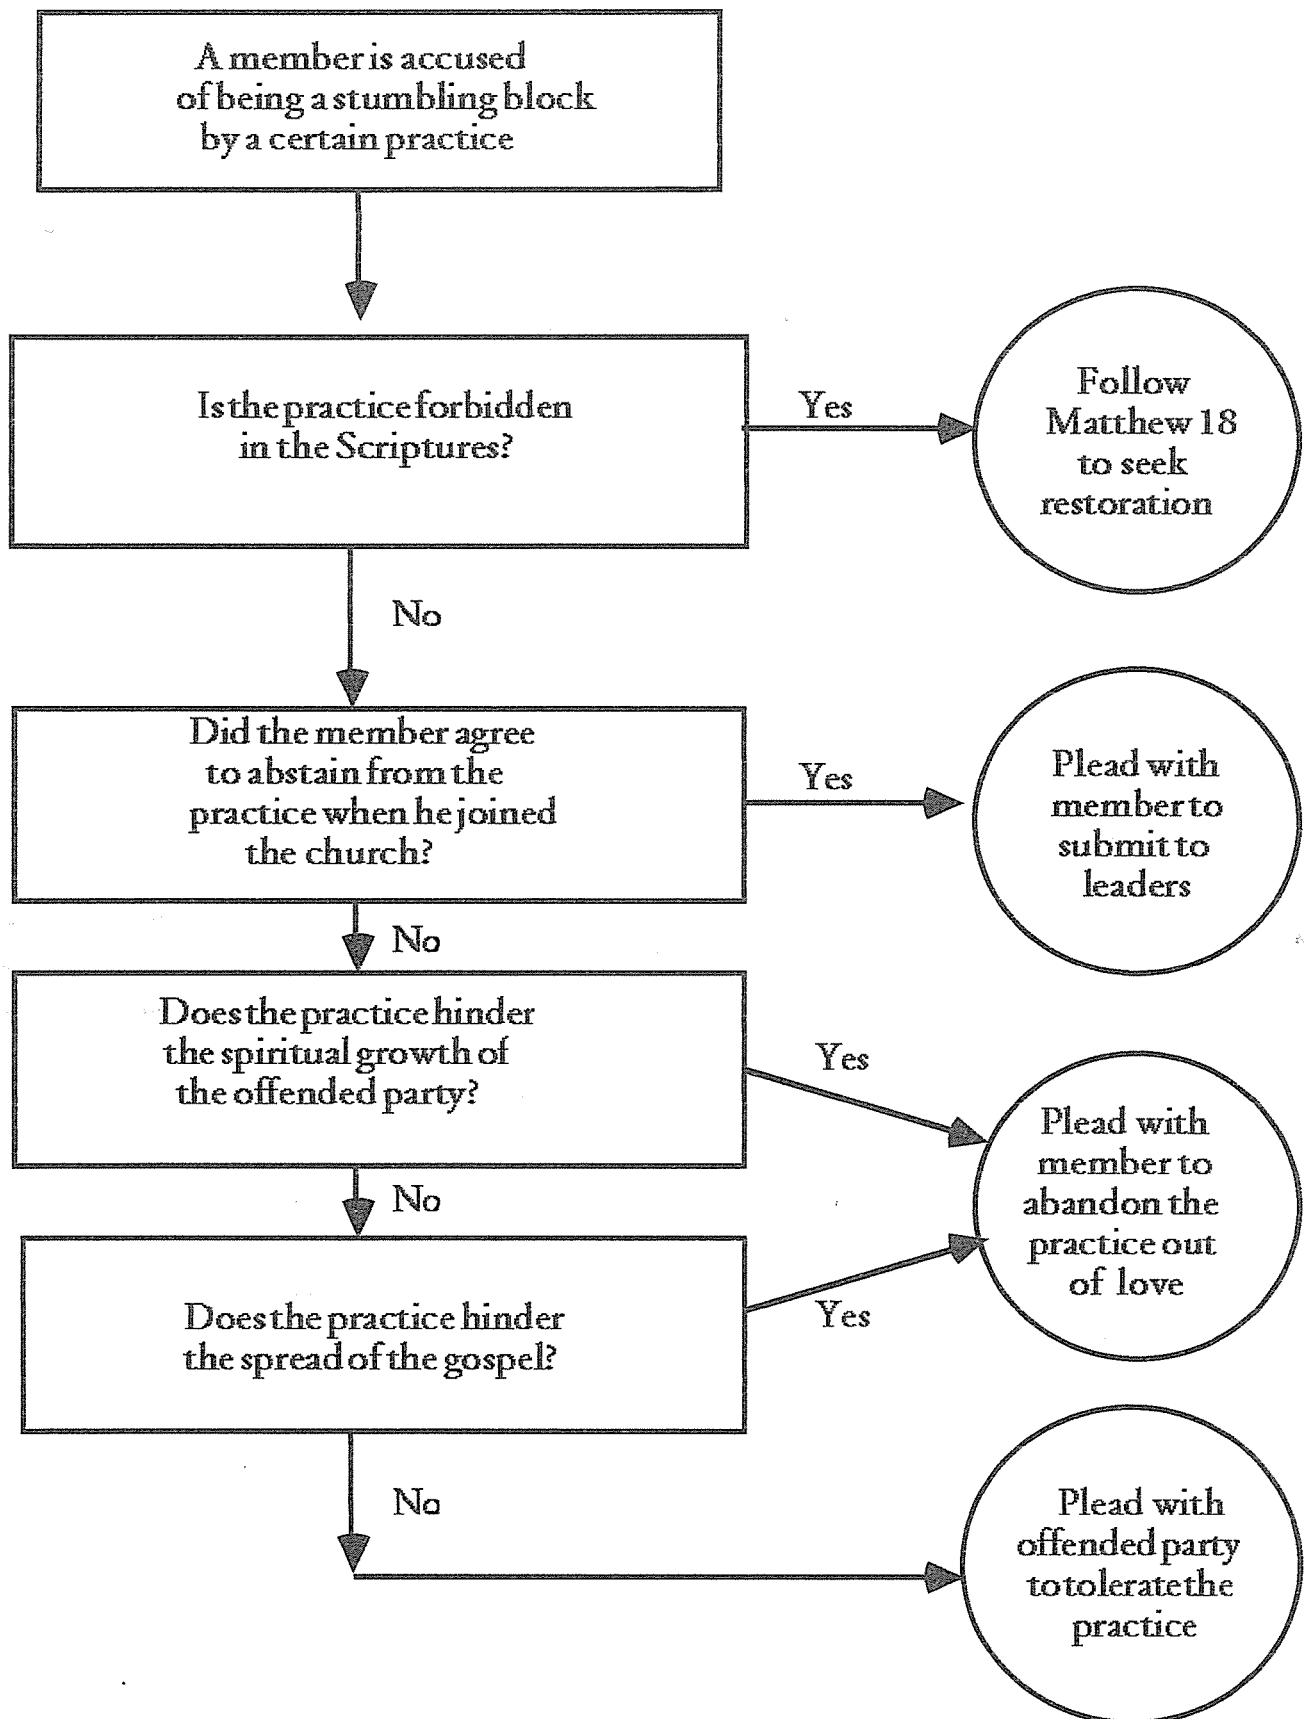 A member is accused
of being a stumbling block
by a certain practice
Is the practice forbidden
in the Scriptures?
Yes
Follow
Matthew 18
to seek
restoration
No
Did the member agree
to abstain from the
practice when he joined
the church?
Yes
Plead with
member to
submit to
leaders
No
Does the practice hinder
the spiritual growth of
the offended party?
Yes
Plead with
member to
abandon the
practice out
of love
No
Does the practice hinder
the spread of the gospel?
Yes
No
Plead with
offended party
to tolerate the
practice